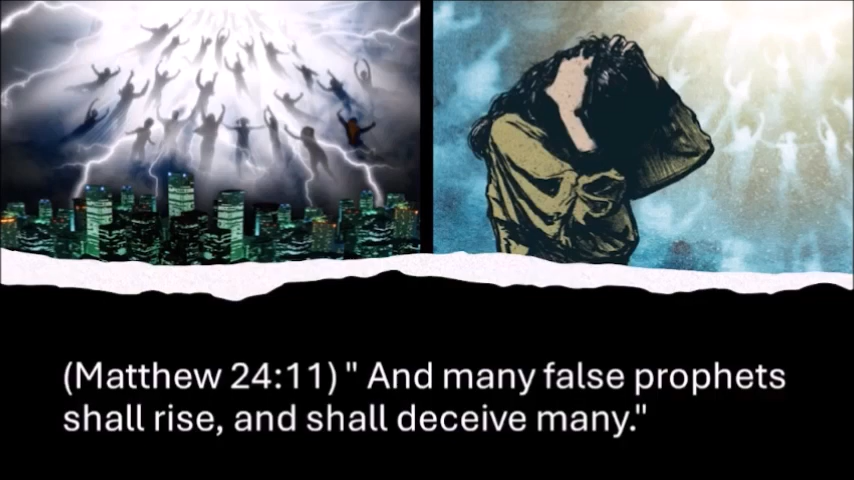 (Matthew 24:11) " And many false prophets
shall rise, and shall deceive many."